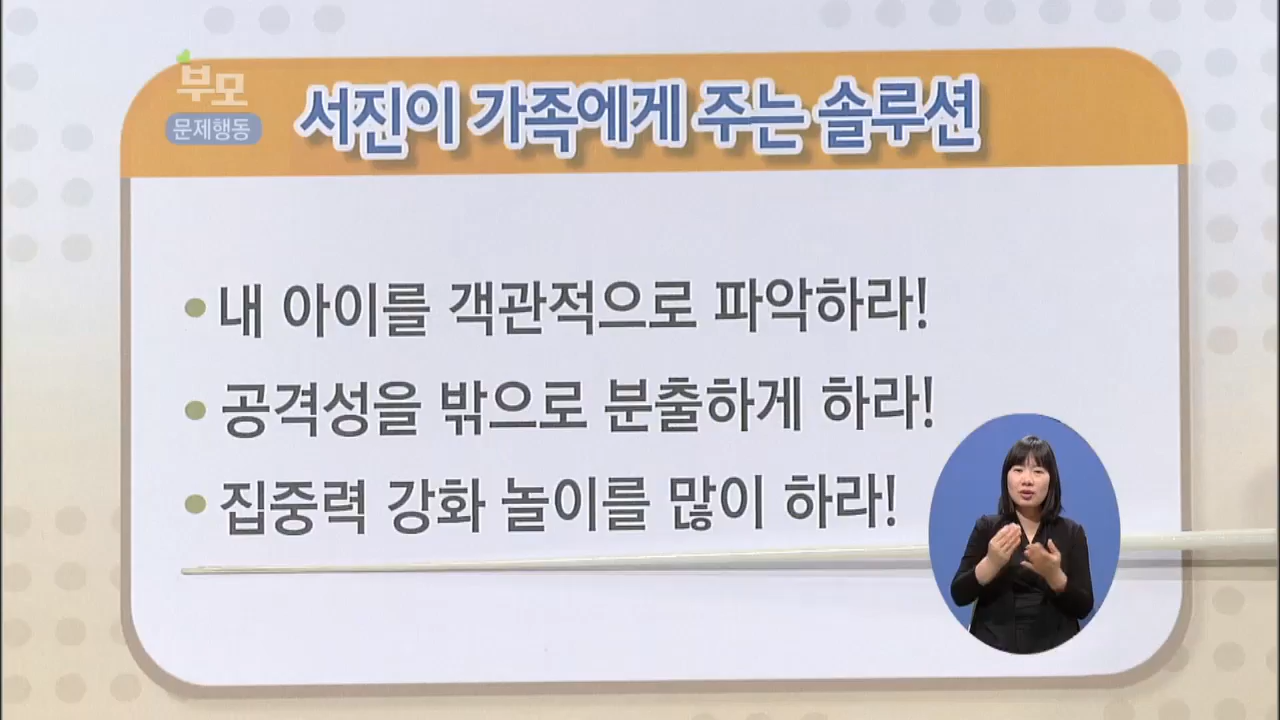 부모
문제행동
서진이 가족에게 주는 솔루션
• 내 아이를 객관적으로 파악하라!
• 공격성을 밖으로 분출하게 하라!
• 집중력 강화 놀이를 많이 하라!